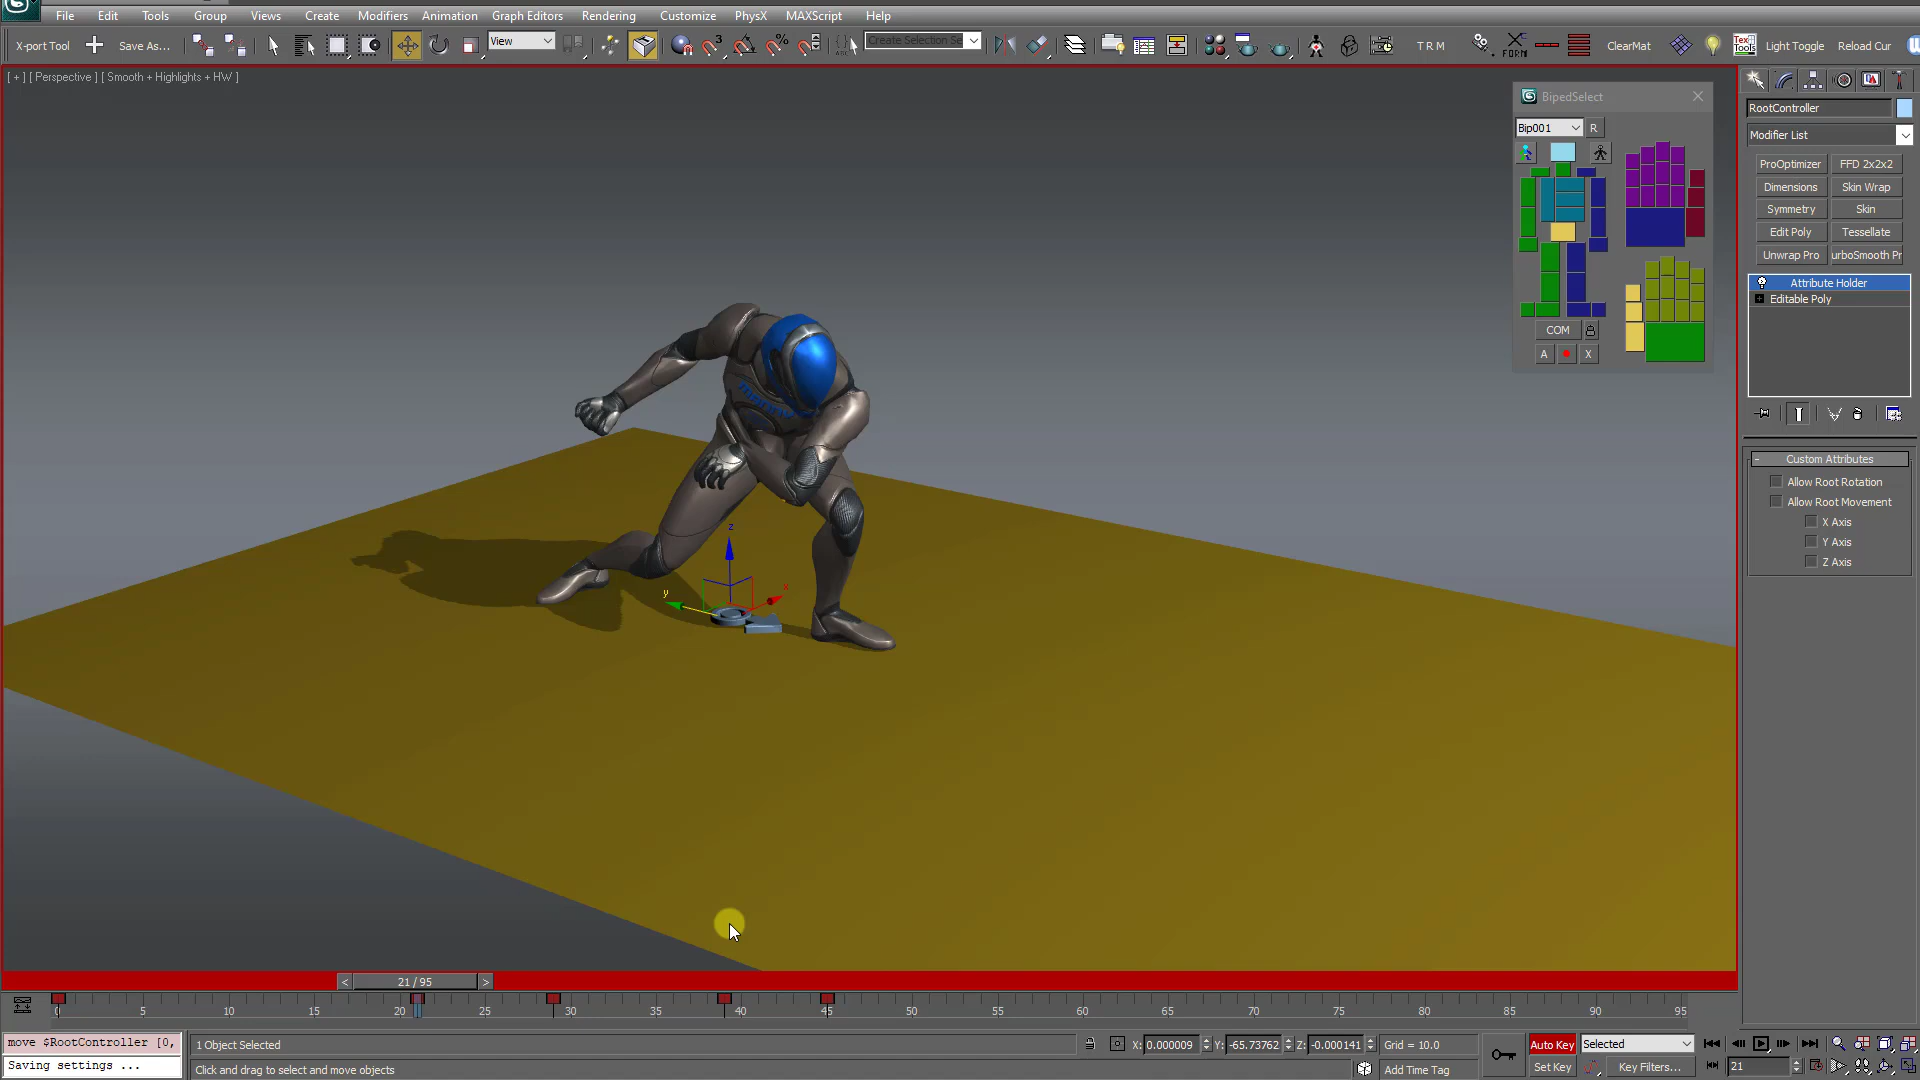 File Edit Tools Group Views Create Modifiers Animation Graph Editors Rendering Customize PhysX MAXScript Help
X-port Tool Save As... View Create Selection Se T R M FORM Tex Tools ClearMat Light Toggle Reload Cur
[ + ] [ Perspective ] [ Smooth + Highlights + HW ]
BipedSelect
Bip001 R
COM
A X
RootController
Modifier List
ProOptimizer FFD 2x2x2
Dimensions Skin Wrap
Symmetry Skin
Edit Poly Tessellate
Unwrap Pro urboSmooth Pr
Attribute Holder
Editable Poly
Custom Attributes
Allow Root Rotation
Allow Root Movement
X Axis
Y Axis
Z Axis
z
y
x
< 21 / 95 >
0 5 10 15 20 25 30 35 40 45 50 55 60 65 70 75 80 85 90 95
move $RootController [0, 1 Object Selected X: 0.000009 Y: -65.73762 Z: -0.000141 Grid = 10.0 Auto Key Selected
Saving settings ... Click and drag to select and move objects Add Time Tag Set Key Key Filters... 21